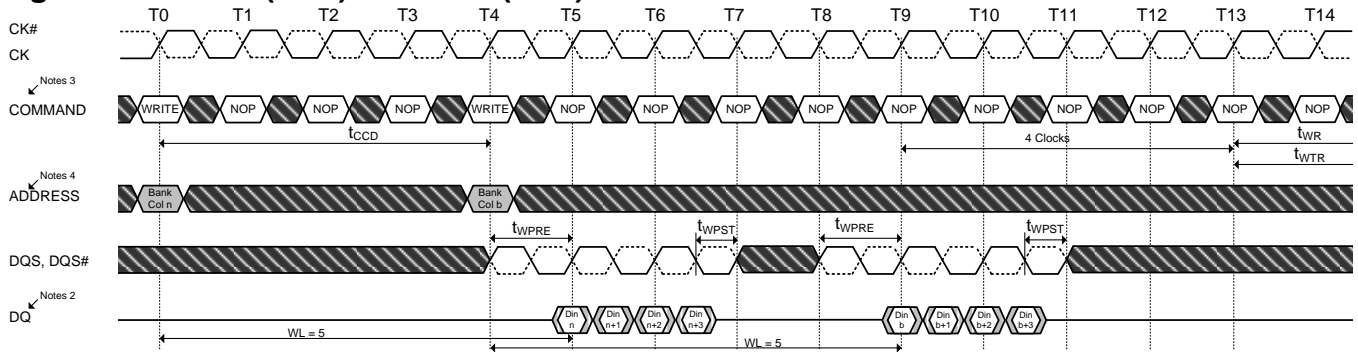 T0 T1 T2 T3 T4 T5 T6 T7 T8 T9 T10 T11 T12 T13 T14
CK#
CK
Notes 3
COMMAND
WRITE NOP NOP NOP WRITE NOP NOP NOP NOP NOP NOP NOP NOP NOP NOP
tCCD
4 Clocks
tWR
tWTR
Notes 4
ADDRESS
Bank Col n
Bank Col b
tWPRE
tWPST
tWPRE
tWPST
DQS, DQS#
Notes 2
DQ
Din n
Din n+1
Din n+2
Din n+3
Din b
Din b+1
Din b+2
Din b+3
WL = 5
WL = 5